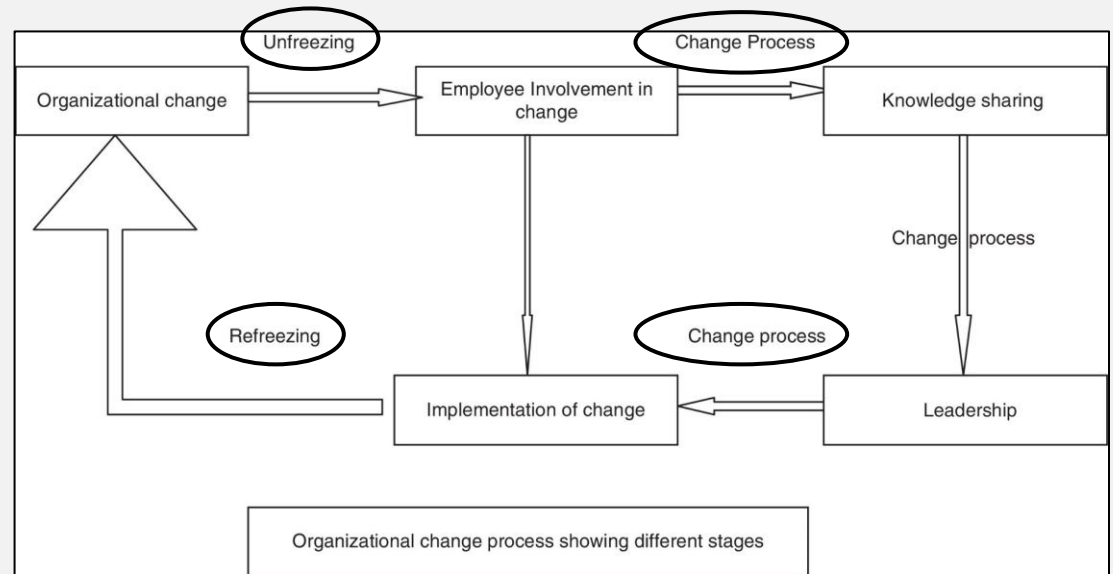 Unfreezing
Change Process
Organizational change
Employee Involvement in
change
Knowledge sharing
Change process
Refreezing
Change process
Implementation of change
Leadership
Organizational change process showing different stages